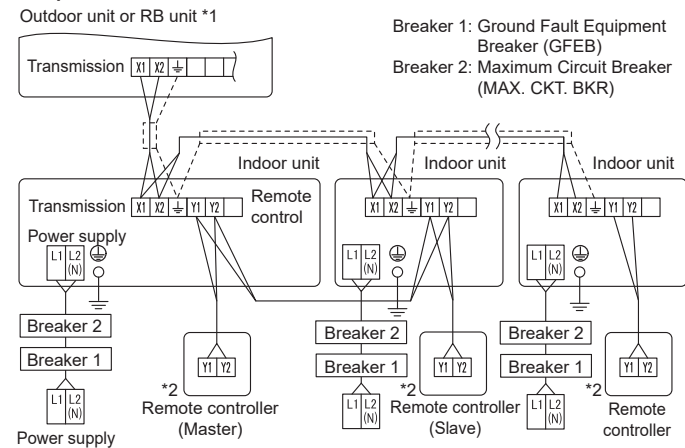 Outdoor unit or RB unit *1
Breaker 1: Ground Fault Equipment
Breaker (GFEB)
Breaker 2: Maximum Circuit Breaker
(MAX. CKT. BKR)
Transmission X1 X2
Indoor unit
Indoor unit
Indoor unit
Transmission X1 X2 Y1 Y2
Remote
control
X1 X2 Y1 Y2
X1 X2 Y1 Y2
Power supply
L1 L2
(N)
L1 L2
(N)
L1 L2
(N)
Breaker 2
Breaker 1
Breaker 2
Breaker 1
Breaker 2
Breaker 1
Y1 Y2
Y1 Y2
Y1 Y2
L1 L2
(N)
Power supply
*2
Remote controller
(Master)
L1 L2
(N)
*2
Remote controller
(Slave)
L1 L2
(N)
*2
Remote
controller